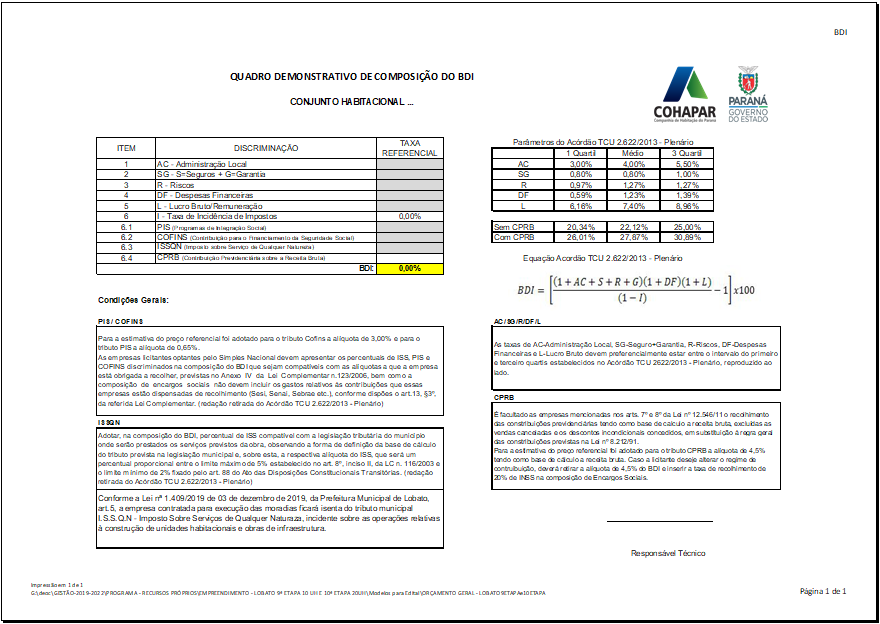 BDI
QUADRO DEMONSTRATIVO DE COMPOSIÇÃO DO BDI
CONJUNTO HABITACIONAL ...
COHAPAR
Companhia de Habitação do Paraná
PARANÁ
GOVERNO
DO ESTADO
ITEM DISCRIMINAÇÃO TAXA REFERENCIAL
1 AC - Administração Local
2 SG - S=Seguros + G=Garantia
3 R - Riscos
4 DF - Despesas Financeiras
5 L - Lucro Bruto/Remuneração
6 I - Taxa de Incidência de Impostos 0,00%
6.1 PIS (Programas de Integração Social)
6.2 COFINS (Contribuição para o Financiamento da Seguridade Social)
6.3 ISSQN (Imposto sobre Serviço de Qualquer Natureta)
6.4 CPRB (Contribuição Previdenciária sobre a Receita Bruta)
BDI: 0,00%
Parâmetros do Acórdão TCU 2.622/2013 - Plenário
1 Quartil Médio 3 Quartil
AC 3,00% 4,00% 5,50%
SG 0,80% 0,80% 1,00%
R 0,97% 1,27% 1,27%
DF 0,59% 1,23% 1,39%
L 6,16% 7,40% 8,96%
Sem CPRB 20,34% 22,12% 25,00%
Com CPRB 26,01% 27,87% 30,89%
Equação Acordão TCU 2.622/2013 - Plenário
BDI = [(1 + AC + S + R + G)(1 + DF)(1 + L) / (1 − I) − 1] x100
Condições Gerais:
PIS/ COFINS
Para a estimativa do preço referencial foi adotado para o tributo Cofins a alíquota de 3,00% e para o
tributo PIS a alíquota de 0,65%.
As empresas licitantes optantes pelo Simples Nacional devem apresentar os percentuais de ISS, PIS e
COFINS discriminados na composição do BDI que sejam compatíveis com as alíquotas a que a empresa
está obrigada a recolher, previstas no Anexo IV da Lei Complementar n.123/2006, bem com a
composição de encargos sociais não devem incluir os gastos relativos às contribuições que essas
empresas estão dispensadas de recolhimento (Sesi, Senai, Sebrae etc.), conforme dispões o art.13, §3º,
da referida Lei Complementar. (redação retirada do Acórdão TCU 2.622/2013 - Plenário)
ISSQN
Adotar, na composição do BDI, percentual de ISS compatível com a legislação tributária do município
onde serão prestados os serviços previstos da obra, observando a forma de definição da base de cálculo
do tributo prevista na legislação municipal e, sobre esta, a respectiva alíquota do ISS, que será um
percentual proporcional entre o limite máximo de 5% estabelecido no art. 8º, inciso II, da LC n. 116/2003 e
o limite mínimo de 2% fixado pelo art. 88 do Ato das Disposições Constitucionais Transitórias. (redação
retirada do Acórdão TCU 2.622/2013 - Plenário)
Conforme a Lei nº 1.409/2019 de 03 de dezembro de 2019, da Prefeitura Municipal de Lobato,
art.5, a empresa contratada para execução das moradias ficará isenta do tributo municipal
I.S.S.Q.N - Imposto Sobre Serviços de Qualquer Naturaza, incidente sobre as operações relativas
à construção de unidades habitacionais e obras de infraestrutura.
AC/SG/R/DF/L
As taxas de AC-Administração Local, SG-Seguro+Garantia, R-Riscos, DF-Despesas
Financeiras e L-Lucro Bruto devem preferencialmente estar entre o intervalo do primeiro
e terceiro quartis estabelecidos no Acórdão TCU 2622/2013 - Plenário, reproduzido ao
lado.
CPRB
É facultado as empresas mencionadas nos arts. 7º e 8º da Lei nº 12.546/11 o recolhimento
das constribuições previdenciárias tendo como base de calculo a receita bruta, excluídas as
vendas canceladas e os descontos incondicionais concedidos, em substituição à regra geral
das constribuições previstas na Lei nº 8.212/91.
Para a estimativa do preço referencial foi adotado para o tributo CPRB a alíquota de 4,5%
tendo como base de cálculo a receita bruta. Caso a licitante deseje alterar o regime de
contruibuição, deverá retirar a alíquota de 4,5% do BDI e inserir a taxa de recolhimento de
20% de INSS na composição de Encargos Sociais.
Responsável Técnico
Impressão em 1 de 1
G:\deoc\GESTÃO-2019-2022\PROGRAMA - RECURSOS PRÓPRIOS\EMPREENDIMENTO - LOBATO 9ª ETAPA 10 UH E 10ª ETAPA 20UH\Modelos para Edital\ORÇAMENTO GERAL - LOBATO 9ETAPAe10 ETAPA
Página 1 de 1